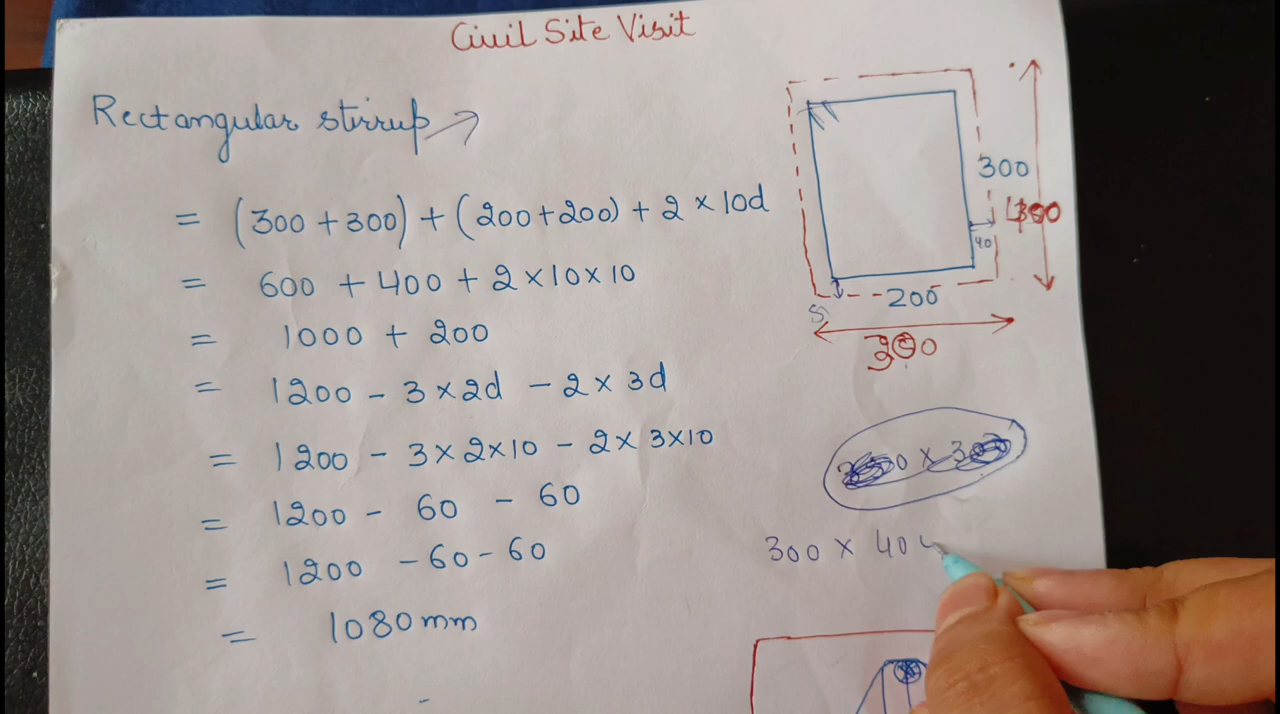 Civil Site Visit
Rectangular stirrup →
= (300 + 300) + (200 + 200) + 2 × 10d
= 600 + 400 + 2 × 10 × 10
= 1000 + 200
= 1200 - 3 × 2d - 2 × 3d
= 1200 - 3 × 2 × 10 - 2 × 3 × 10
= 1200 - 60 - 60
= 1200 - 60 - 60
= 1080 mm
300
40
200
300 × 40